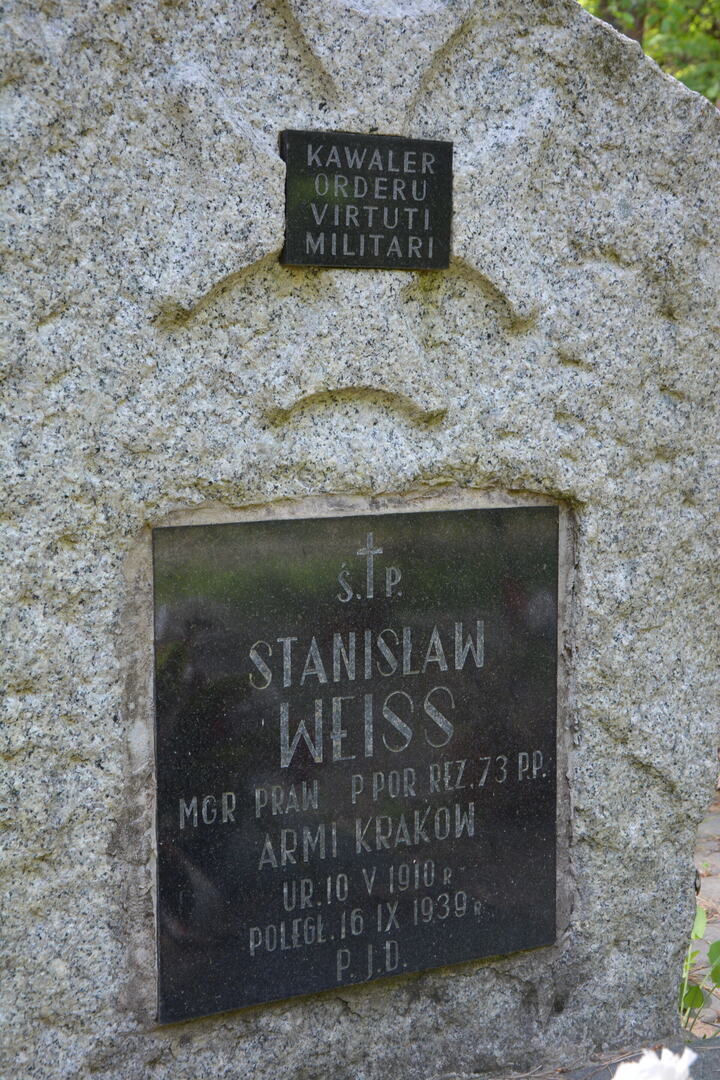 KAWALER
ORDERU
VIRTUTI
MILITARI
Ś. P.
STANISŁAW
WEISS
MGR PRAW P POR REZ. 73 P.P.
ARMI KRAKÓW
UR. 10 V 1910 R
POLEGŁ. 16 IX 1939 R
P. J. D.